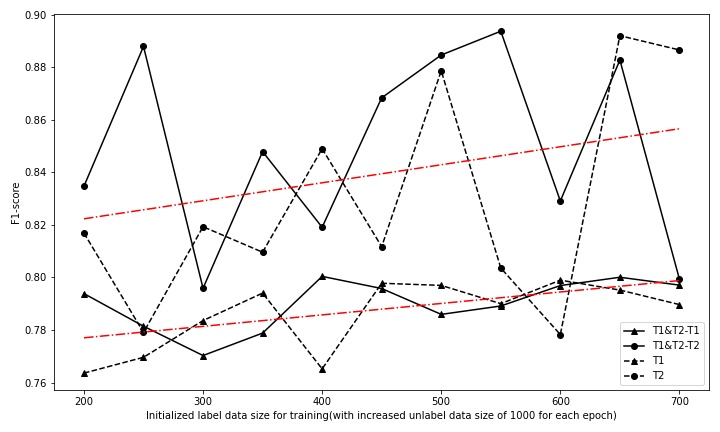 0.90
0.88
0.86
0.84
0.82
0.80
0.78
0.76
F1-score
200
300
400
500
600
700
Initialized label data size for training(with increased unlabel data size of 1000 for each epoch)
T1&T2-T1
T1&T2-T2
T1
T2